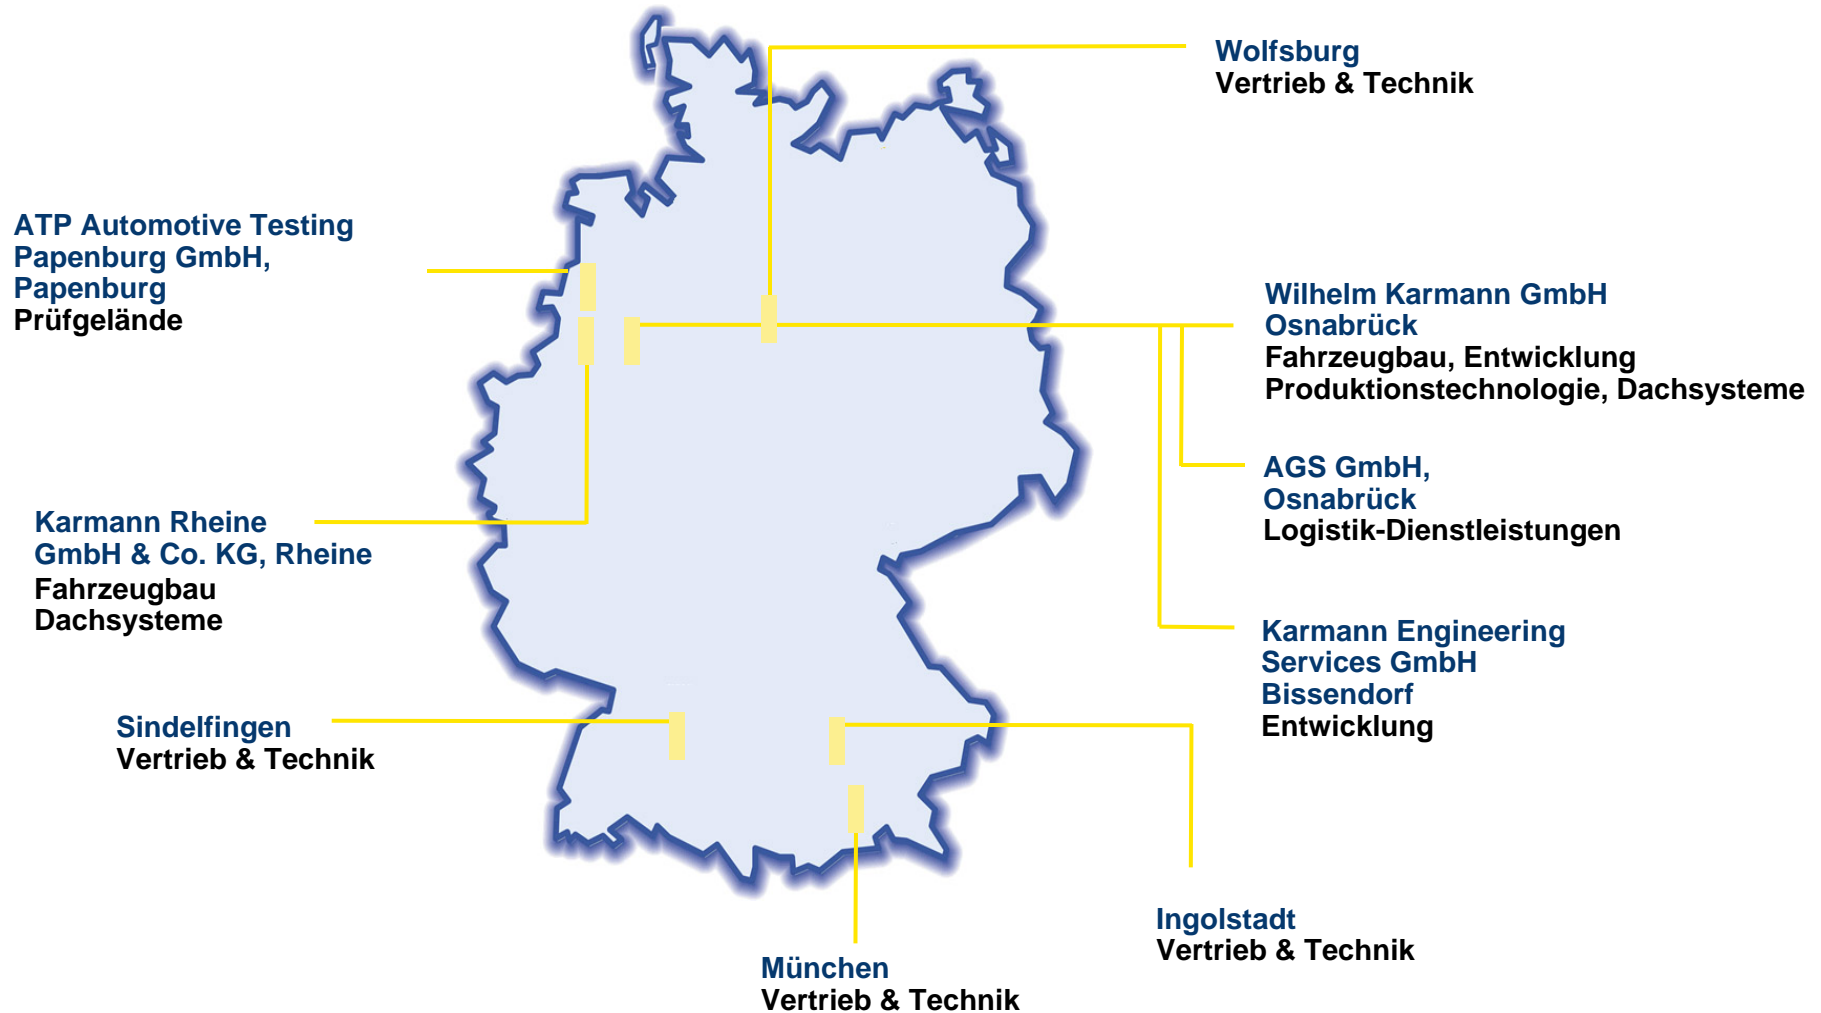 Wolfsburg
Vertrieb & Technik
ATP Automotive Testing
Papenburg GmbH,
Papenburg
Prüfgelände
Wilhelm Karmann GmbH
Osnabrück
Fahrzeugbau, Entwicklung
Produktionstechnologie, Dachsysteme
AGS GmbH,
Osnabrück
Logistik-Dienstleistungen
Karmann Rheine
GmbH & Co. KG, Rheine
Fahrzeugbau
Dachsysteme
Karmann Engineering
Services GmbH
Bissendorf
Entwicklung
Sindelfingen
Vertrieb & Technik
Ingolstadt
Vertrieb & Technik
München
Vertrieb & Technik